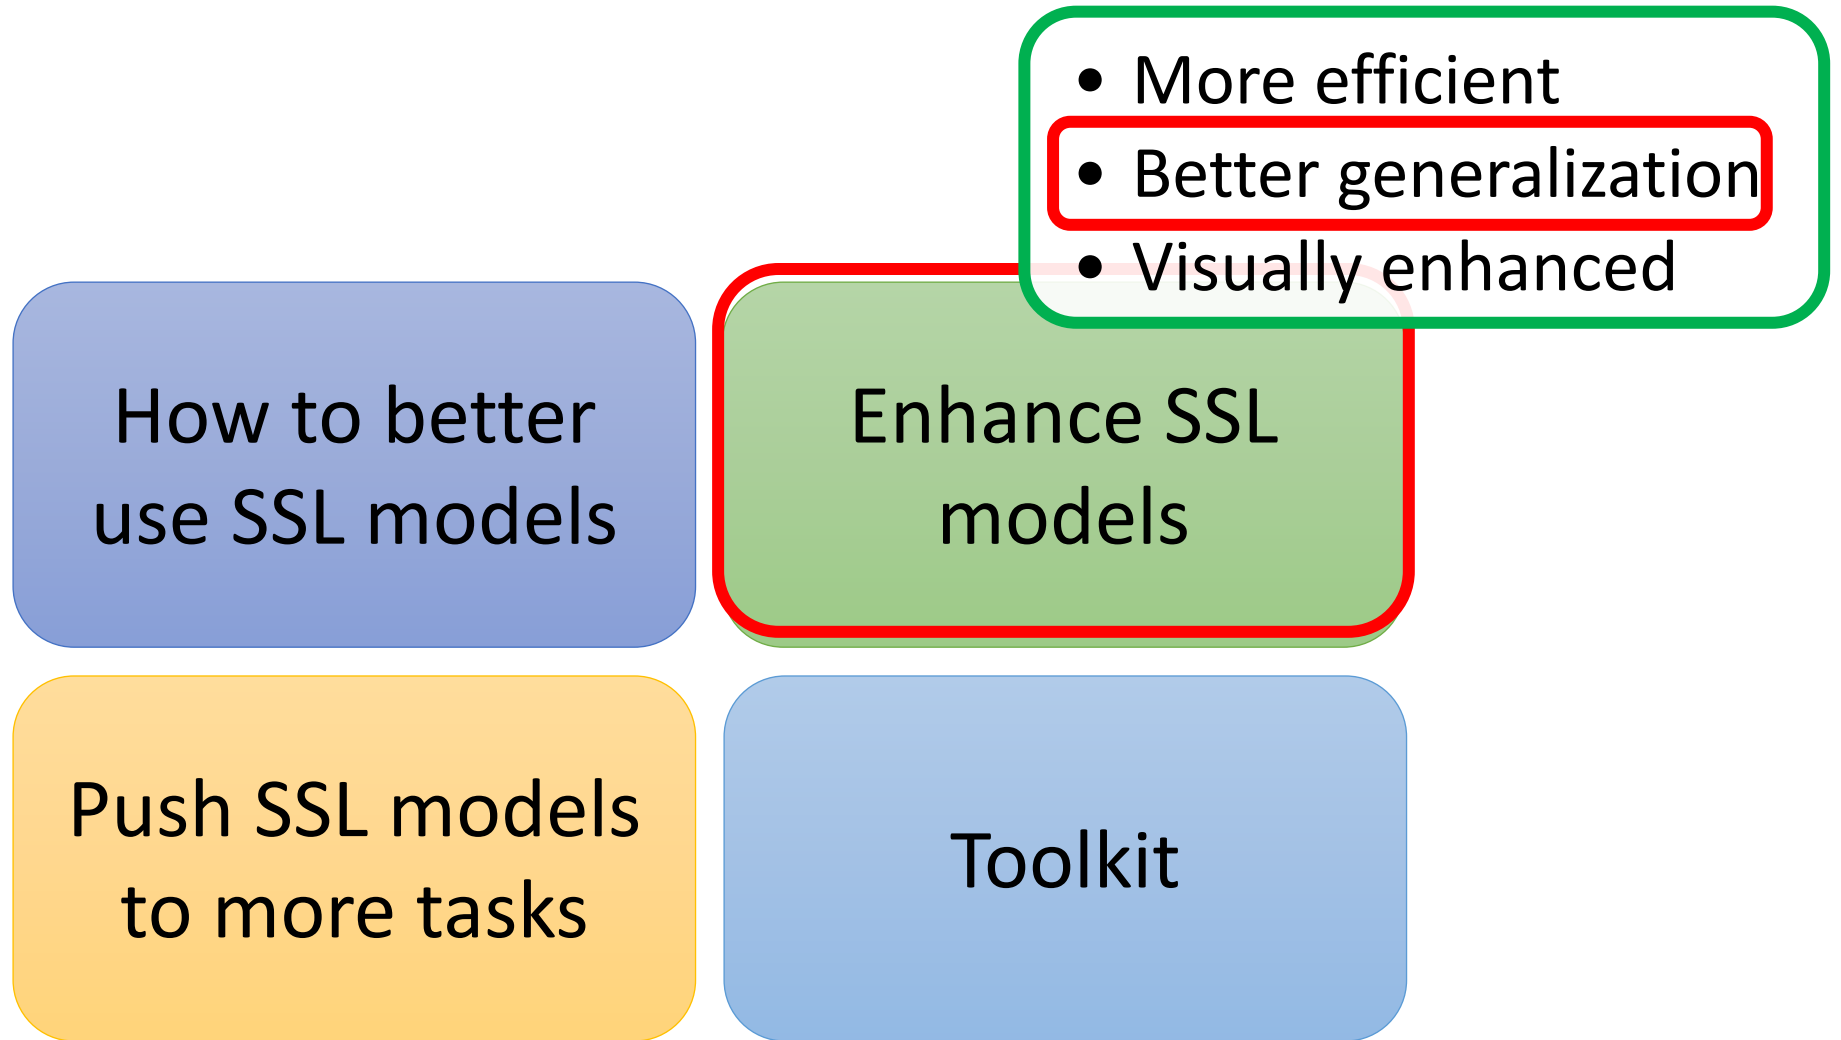 • More efficient
• Better generalization
• Visually enhanced
How to better
use SSL models
Enhance SSL
models
Push SSL models
to more tasks
Toolkit